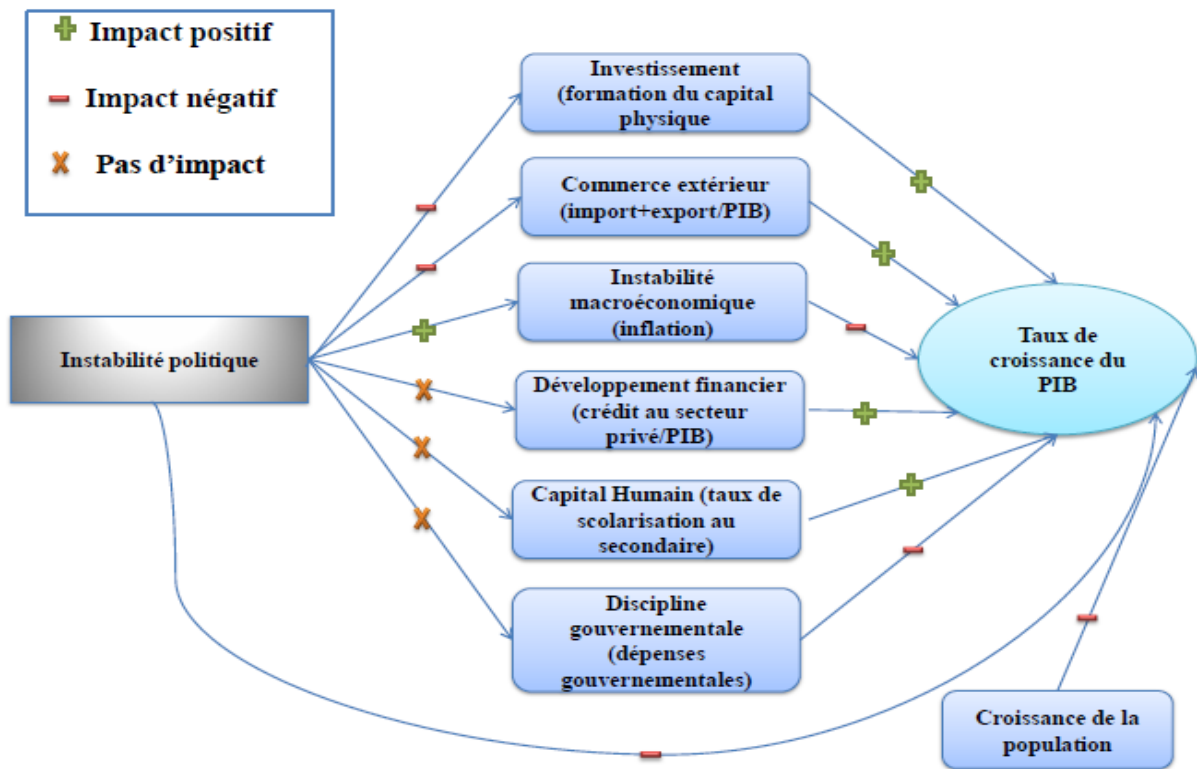 Impact positif
Impact négatif
Pas d'impact
Investissement
(formation du capital
physique
Commerce extérieur
(import+export/PIB)
Instabilité
macroéconomique
(inflation)
Instabilité politique
Taux de
croissance du
PIB
Développement financier
(crédit au secteur
privé/PIB)
Capital Humain (taux de
scolarisation au
secondaire)
Discipline
gouvernementale
(dépenses
gouvernementales)
Croissance de la
population